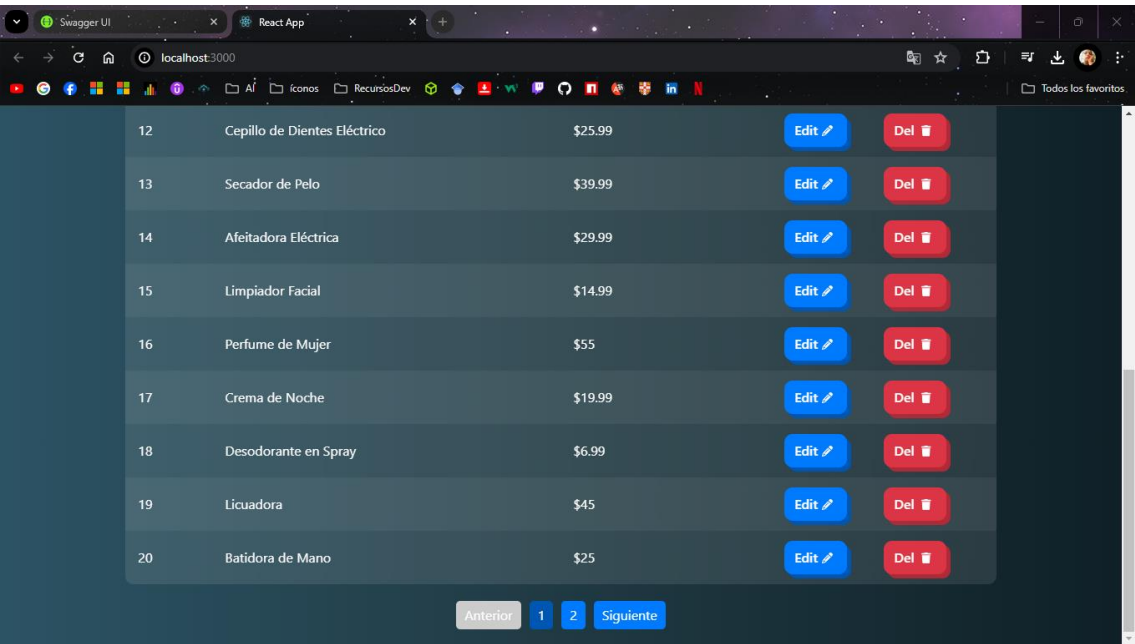 Swagger UI
React App
localhost:3000
AI íconos RecursosDev Todos los favoritos
12 Cepillo de Dientes Eléctrico $25.99 Edit Del
13 Secador de Pelo $39.99 Edit Del
14 Afeitadora Eléctrica $29.99 Edit Del
15 Limpiador Facial $14.99 Edit Del
16 Perfume de Mujer $55 Edit Del
17 Crema de Noche $19.99 Edit Del
18 Desodorante en Spray $6.99 Edit Del
19 Licuadora $45 Edit Del
20 Batidora de Mano $25 Edit Del
Anterior 1 2 Siguiente